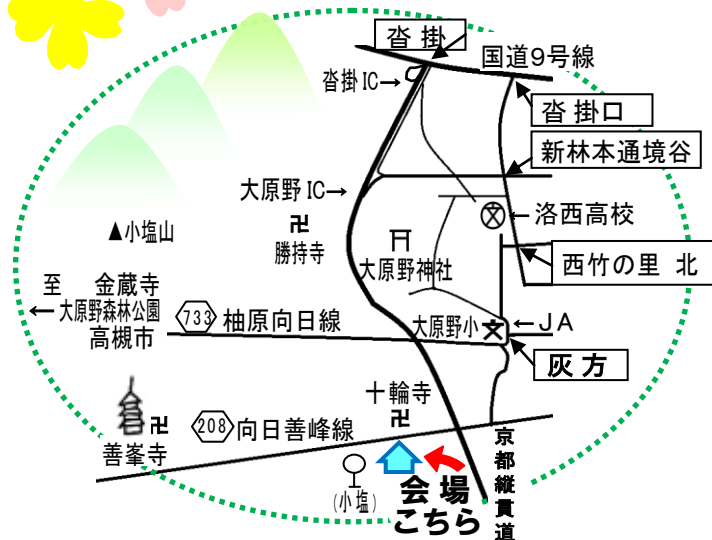 沓掛
国道9号線
沓掛IC→
沓掛口
新林本通境谷
大原野IC→
卍
勝持寺
←洛西高校
▲小塩山
大原野神社
西竹の里 北
至 金蔵寺
←大原野森林公園
高槻市
733 柚原向日線
大原野小
←JA
灰方
十輪寺
卍
卍
善峯寺
208 向日善峰線
(小塩)
会場
こちら
京都縦貫道